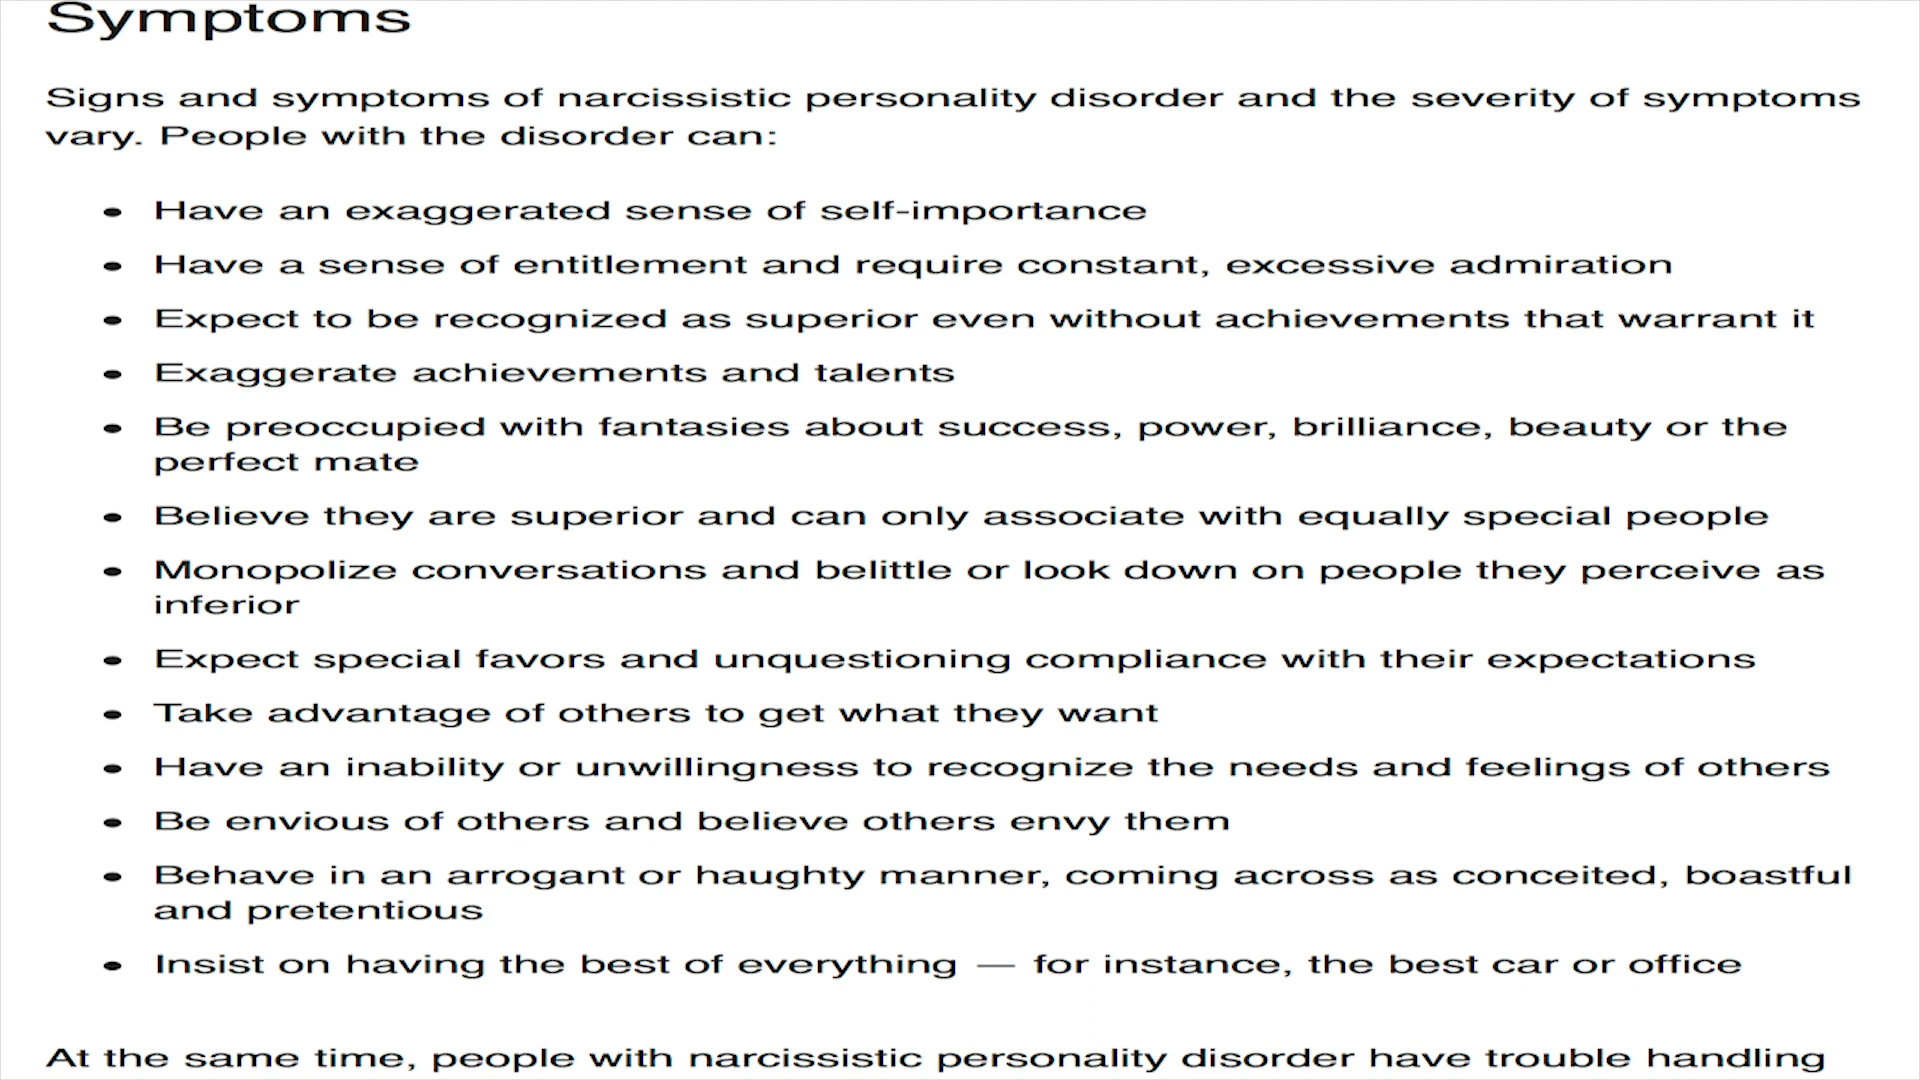 Symptoms
Signs and symptoms of narcissistic personality disorder and the severity of symptoms
vary. People with the disorder can:
• Have an exaggerated sense of self-importance
• Have a sense of entitlement and require constant, excessive admiration
• Expect to be recognized as superior even without achievements that warrant it
• Exaggerate achievements and talents
• Be preoccupied with fantasies about success, power, brilliance, beauty or the
perfect mate
• Believe they are superior and can only associate with equally special people
• Monopolize conversations and belittle or look down on people they perceive as
inferior
• Expect special favors and unquestioning compliance with their expectations
• Take advantage of others to get what they want
• Have an inability or unwillingness to recognize the needs and feelings of others
• Be envious of others and believe others envy them
• Behave in an arrogant or haughty manner, coming across as conceited, boastful
and pretentious
• Insist on having the best of everything — for instance, the best car or office
At the same time, people with narcissistic personality disorder have trouble handling